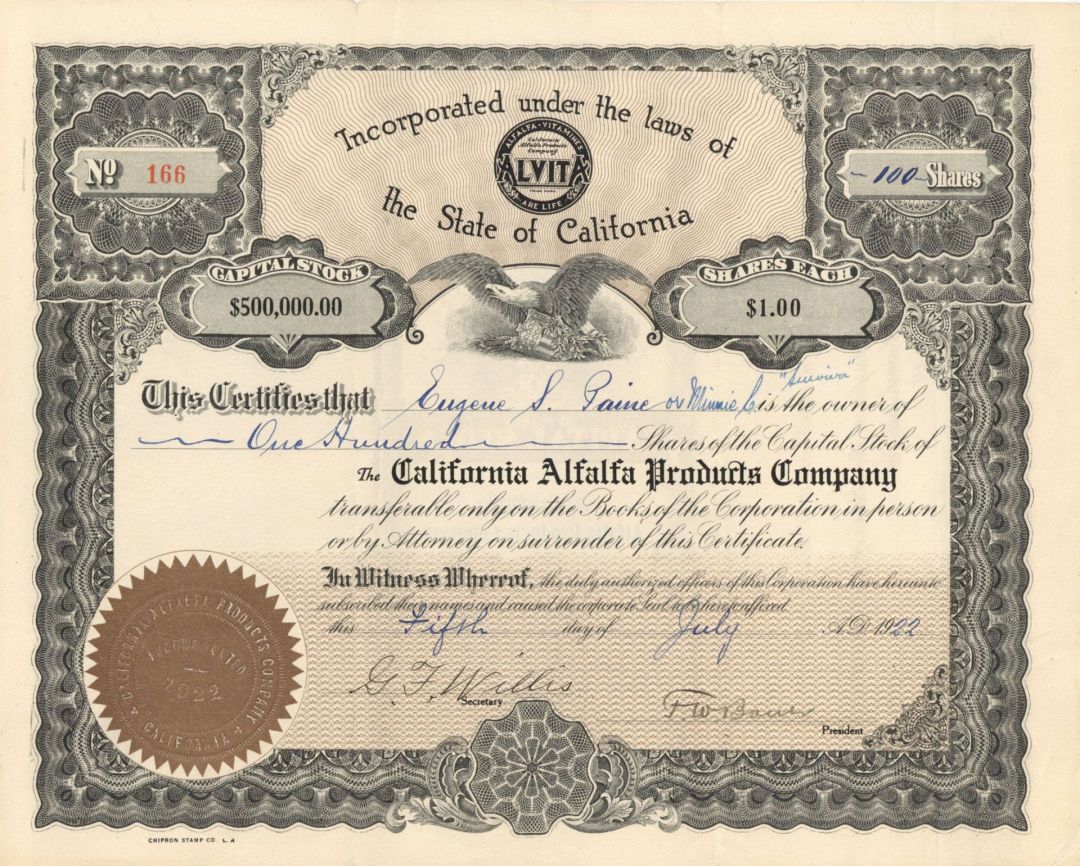 Incorporated under the laws of
ALFALFA • VITAMINES
California
Alfalfa Products
Company
ALVITA
ARE LIFE
the State of California
No. 166
-100- Shares
CAPITAL STOCK
$500,000.00
SHARES EACH
$1.00
"Survivor"
This Certifies that Eugene S. Paine or Minnie C is the owner of
One Hundred Shares of the Capital Stock of
The California Alfalfa Products Company
transferable only on the Books of the Corporation in person
or by Attorney on surrender of this Certificate.
In Witness Whereof, the duly authorized officers of this Corporation have hereunto
subscribed their names and caused the corporate Seal to be hereto affixed
this Fifth day of July A.D. 1922
G. F. Willis
Secretary
F W
President
CALIFORNIA ALFALFA PRODUCTS COMPANY
INCORPORATED
1922
CALIFORNIA
CHIPRON STAMP CO. L. A.